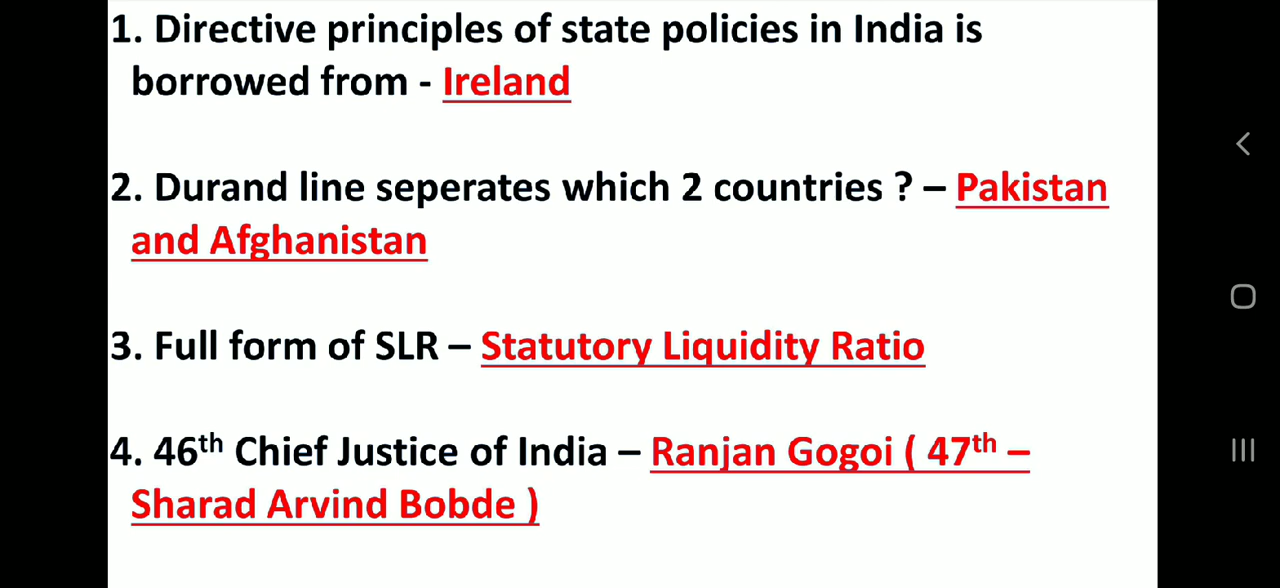 1. Directive principles of state policies in India is
borrowed from - Ireland
2. Durand line seperates which 2 countries ? – Pakistan
and Afghanistan
3. Full form of SLR – Statutory Liquidity Ratio
4. 46th Chief Justice of India – Ranjan Gogoi ( 47th –
Sharad Arvind Bobde )